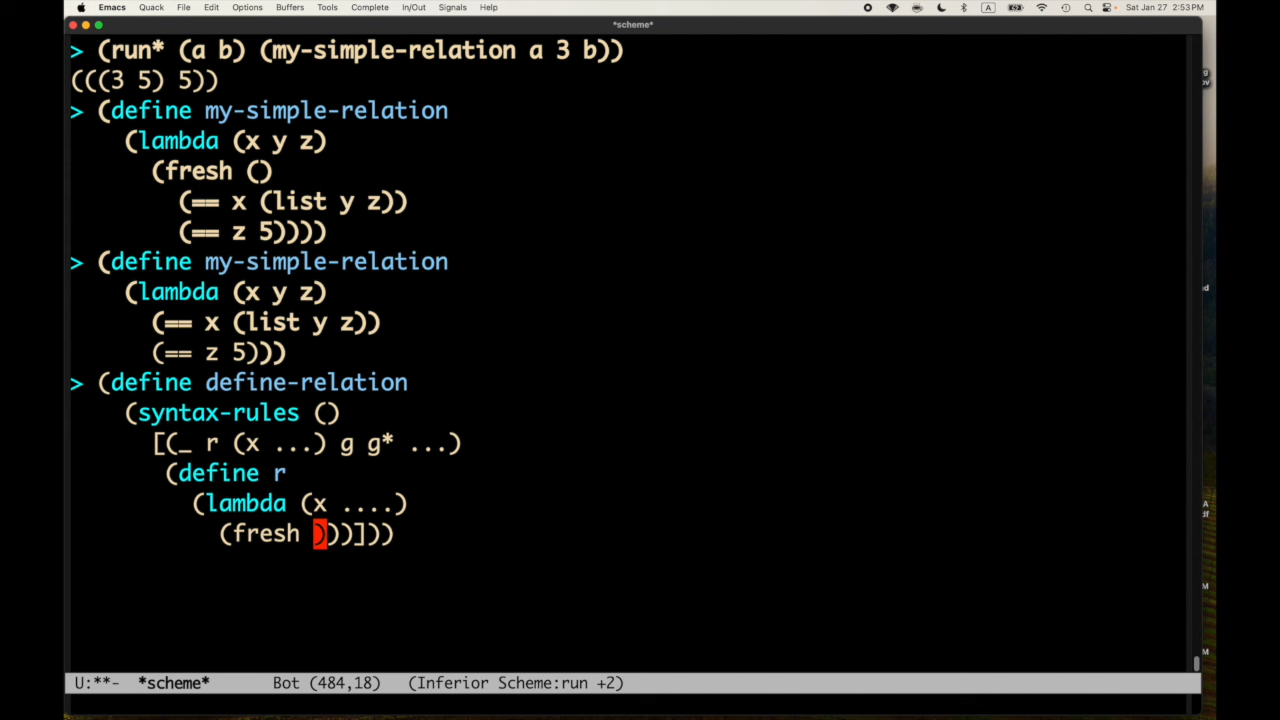 Emacs Quack File Edit Options Buffers Tools Complete In/Out Signals Help A Sat Jan 27 2:53 PM
*scheme*
> (run* (a b) (my-simple-relation a 3 b))
(((3 5) 5))
> (define my-simple-relation
(lambda (x y z)
(fresh ()
(== x (list y z))
(== z 5))))
> (define my-simple-relation
(lambda (x y z)
(== x (list y z))
(== z 5)))
> (define define-relation
(syntax-rules ()
[(_ r (x ...) g g* ...)
(define r
(lambda (x ....)
(fresh )))]))
U:**- *scheme* Bot (484,18) (Inferior Scheme:run +2)